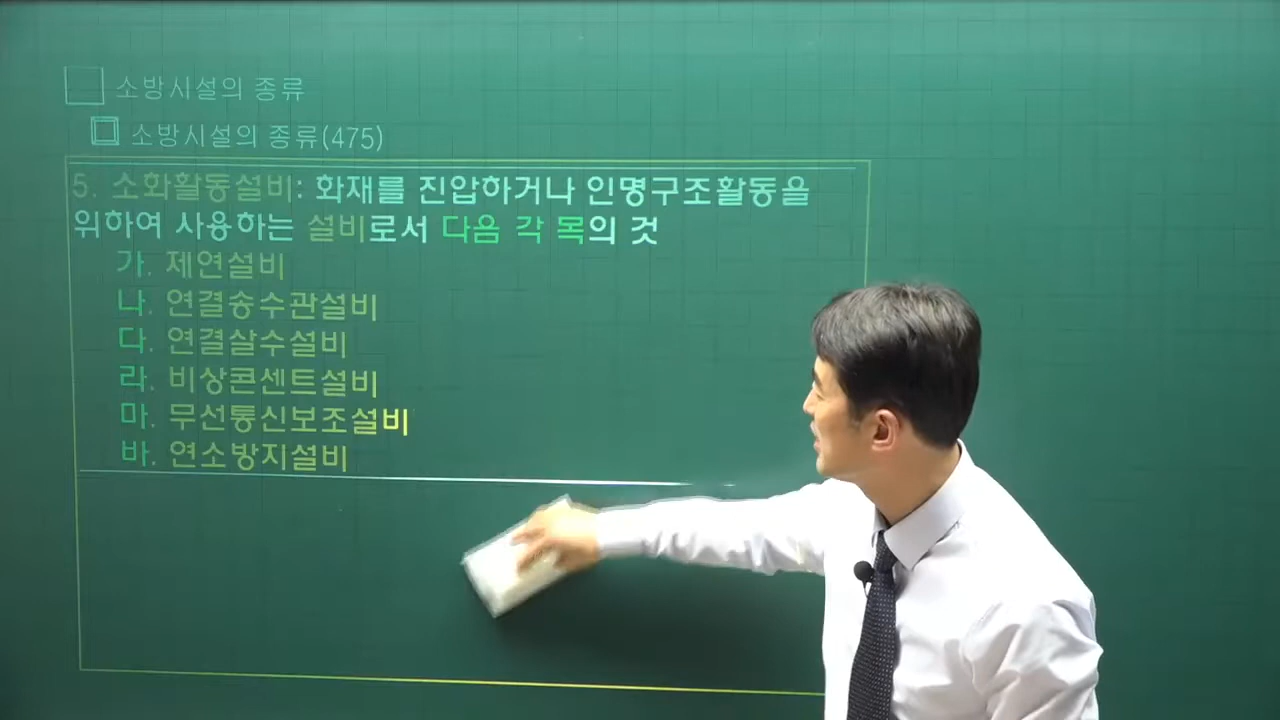 소방시설의 종류
소방시설의 종류(475)
5. 소화활동설비: 화재를 진압하거나 인명구조활동을
위하여 사용하는 설비로서 다음 각 목의 것
가. 제연설비
나. 연결송수관설비
다. 연결살수설비
라. 비상콘센트설비
마. 무선통신보조설비
바. 연소방지설비